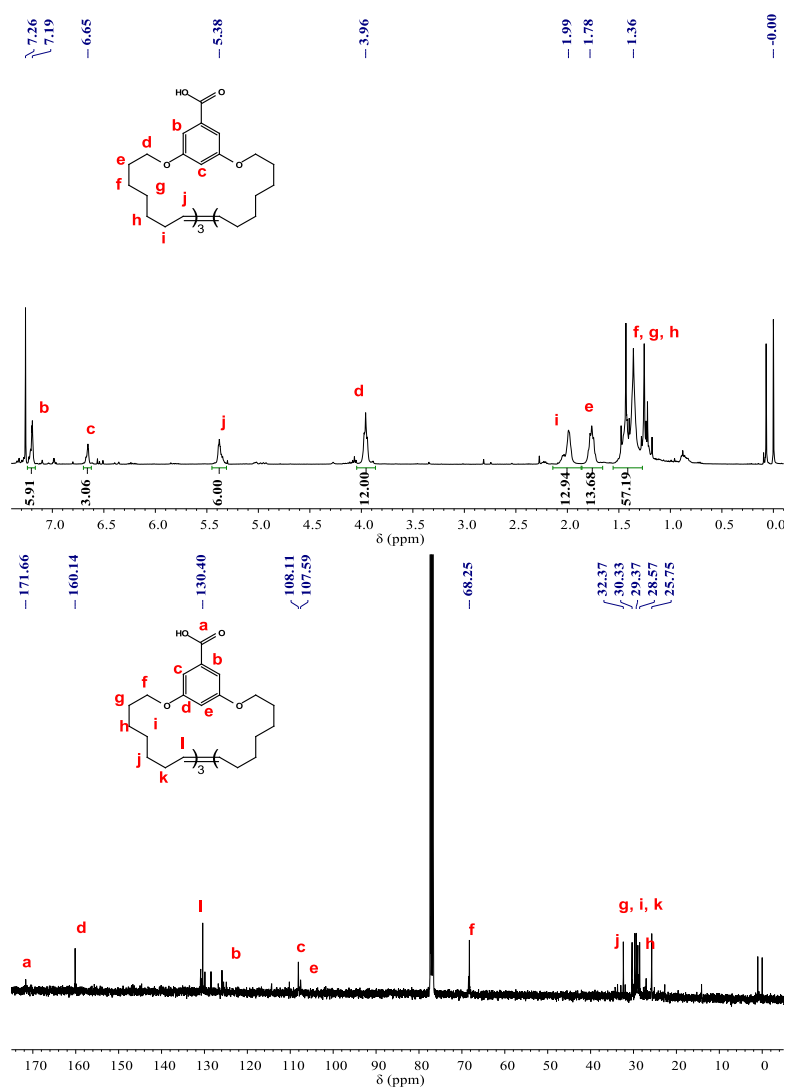 7.26 7.19 6.65 5.38 3.96 1.99 1.78 1.36 -0.00
HO O
b
d
e O O
f g c
j
h )3(
i
f, g, h
d
b j i e
c
5.91 3.06 6.00 12.00 12.94 13.68 57.19
7.0 6.5 6.0 5.5 5.0 4.5 4.0 3.5 3.0 2.5 2.0 1.5 1.0 0.5 0.0
δ (ppm)
171.66 160.14 130.40 108.11 107.59 68.25 32.37 30.33 29.37 28.57 25.75
a
HO O
c b
f
g O O
d e
h i
l
j )3(
k
g, i, k
l
d f
b c j h
a e
170 160 150 140 130 120 110 100 90 80 70 60 50 40 30 20 10 0
δ (ppm)